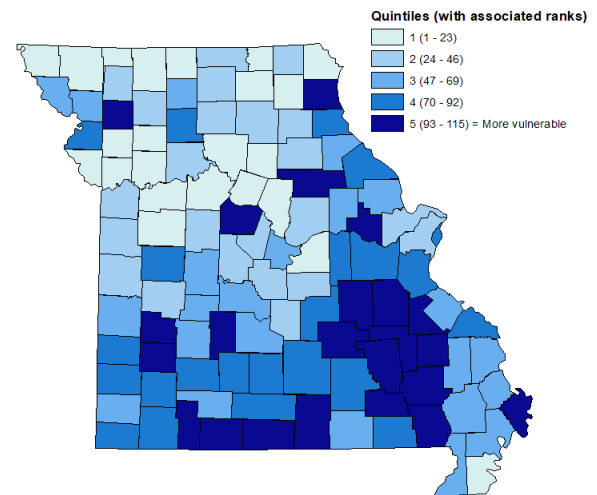 Quintiles (with associated ranks)
1 (1 - 23)
2 (24 - 46)
3 (47 - 69)
4 (70 - 92)
5 (93 - 115) = More vulnerable